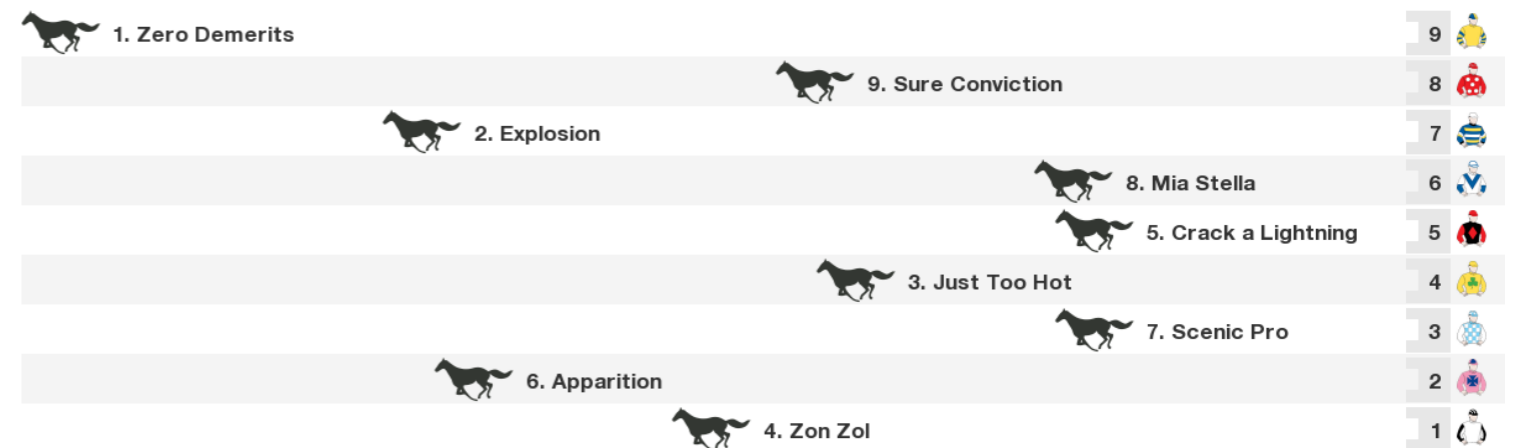 1. Zero Demerits 9
9. Sure Conviction 8
2. Explosion 7
8. Mia Stella 6
5. Crack a Lightning 5
3. Just Too Hot 4
7. Scenic Pro 3
6. Apparition 2
4. Zon Zol 1